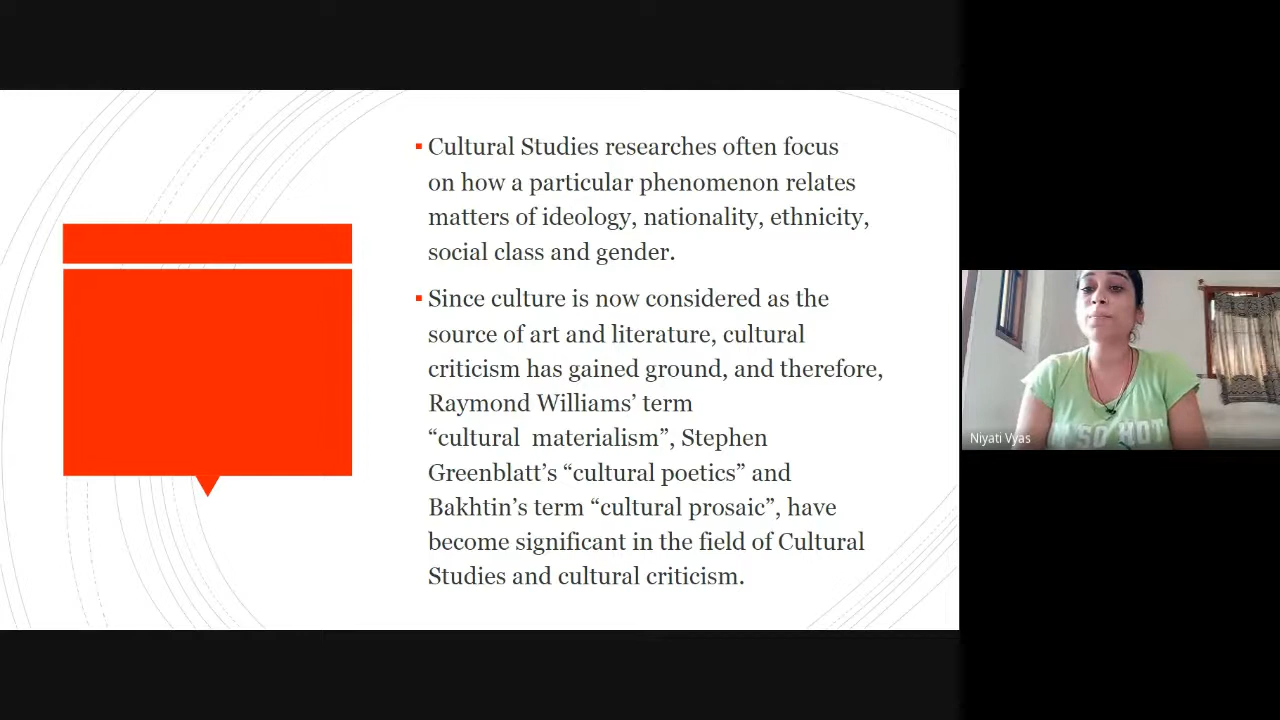 Cultural Studies researches often focus
on how a particular phenomenon relates
matters of ideology, nationality, ethnicity,
social class and gender.
Since culture is now considered as the
source of art and literature, cultural
criticism has gained ground, and therefore,
Raymond Williams’ term
“cultural materialism”, Stephen
Greenblatt’s “cultural poetics” and
Bakhtin’s term “cultural prosaic”, have
become significant in the field of Cultural
Studies and cultural criticism.
SO HOT
Niyati Vyas